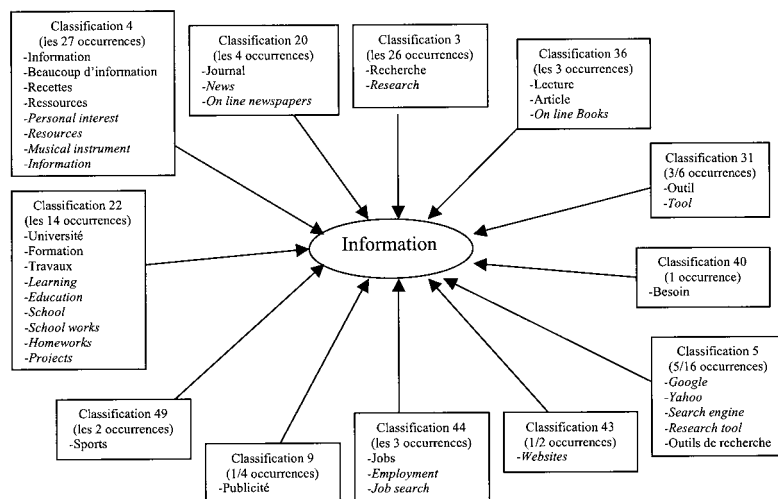 Classification 4
(les 27 occurrences)
-Information
-Beaucoup d'information
-Recettes
-Ressources
-Personal interest
-Resources
-Musical instrument
-Information
Classification 20
(les 4 occurrences)
-Journal
-News
-On line newspapers
Classification 3
(les 26 occurrences)
-Recherche
-Research
Classification 36
(les 3 occurrences)
-Lecture
-Article
-On line Books
Classification 31
(3/6 occurrences)
-Outil
-Tool
Classification 22
(les 14 occurrences)
-Université
-Formation
-Travaux
-Learning
-Education
-School
-School works
-Homeworks
-Projects
Information
Classification 40
(1 occurrence)
-Besoin
Classification 5
(5/16 occurrences)
-Google
-Yahoo
-Search engine
-Research tool
-Outils de recherche
Classification 49
(les 2 occurrences)
-Sports
Classification 9
(1/4 occurrences)
-Publicité
Classification 44
(les 3 occurrences)
-Jobs
-Employment
-Job search
Classification 43
(1/2 occurrences)
-Websites